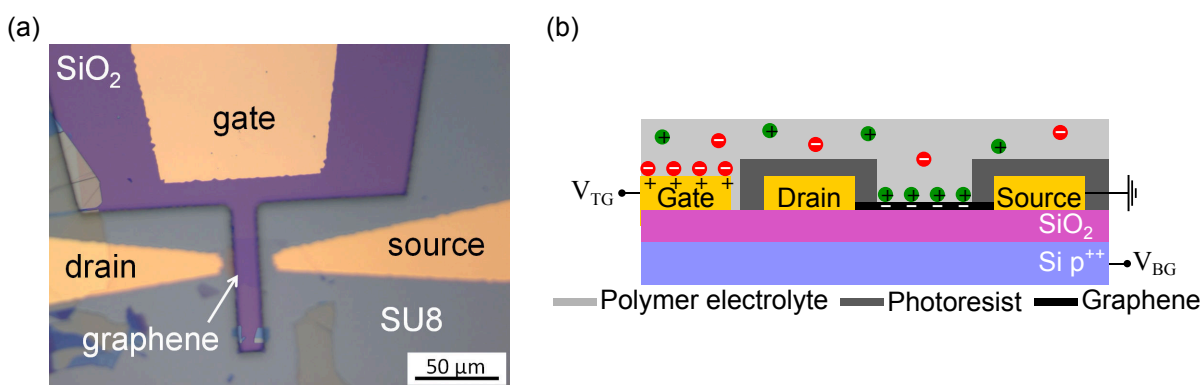 (a)
SiO2
gate
drain
source
graphene
SU8
50 µm
(b)
VTG
Gate
Drain
Source
SiO2
Si p++
VBG
Polymer electrolyte
Photoresist
Graphene